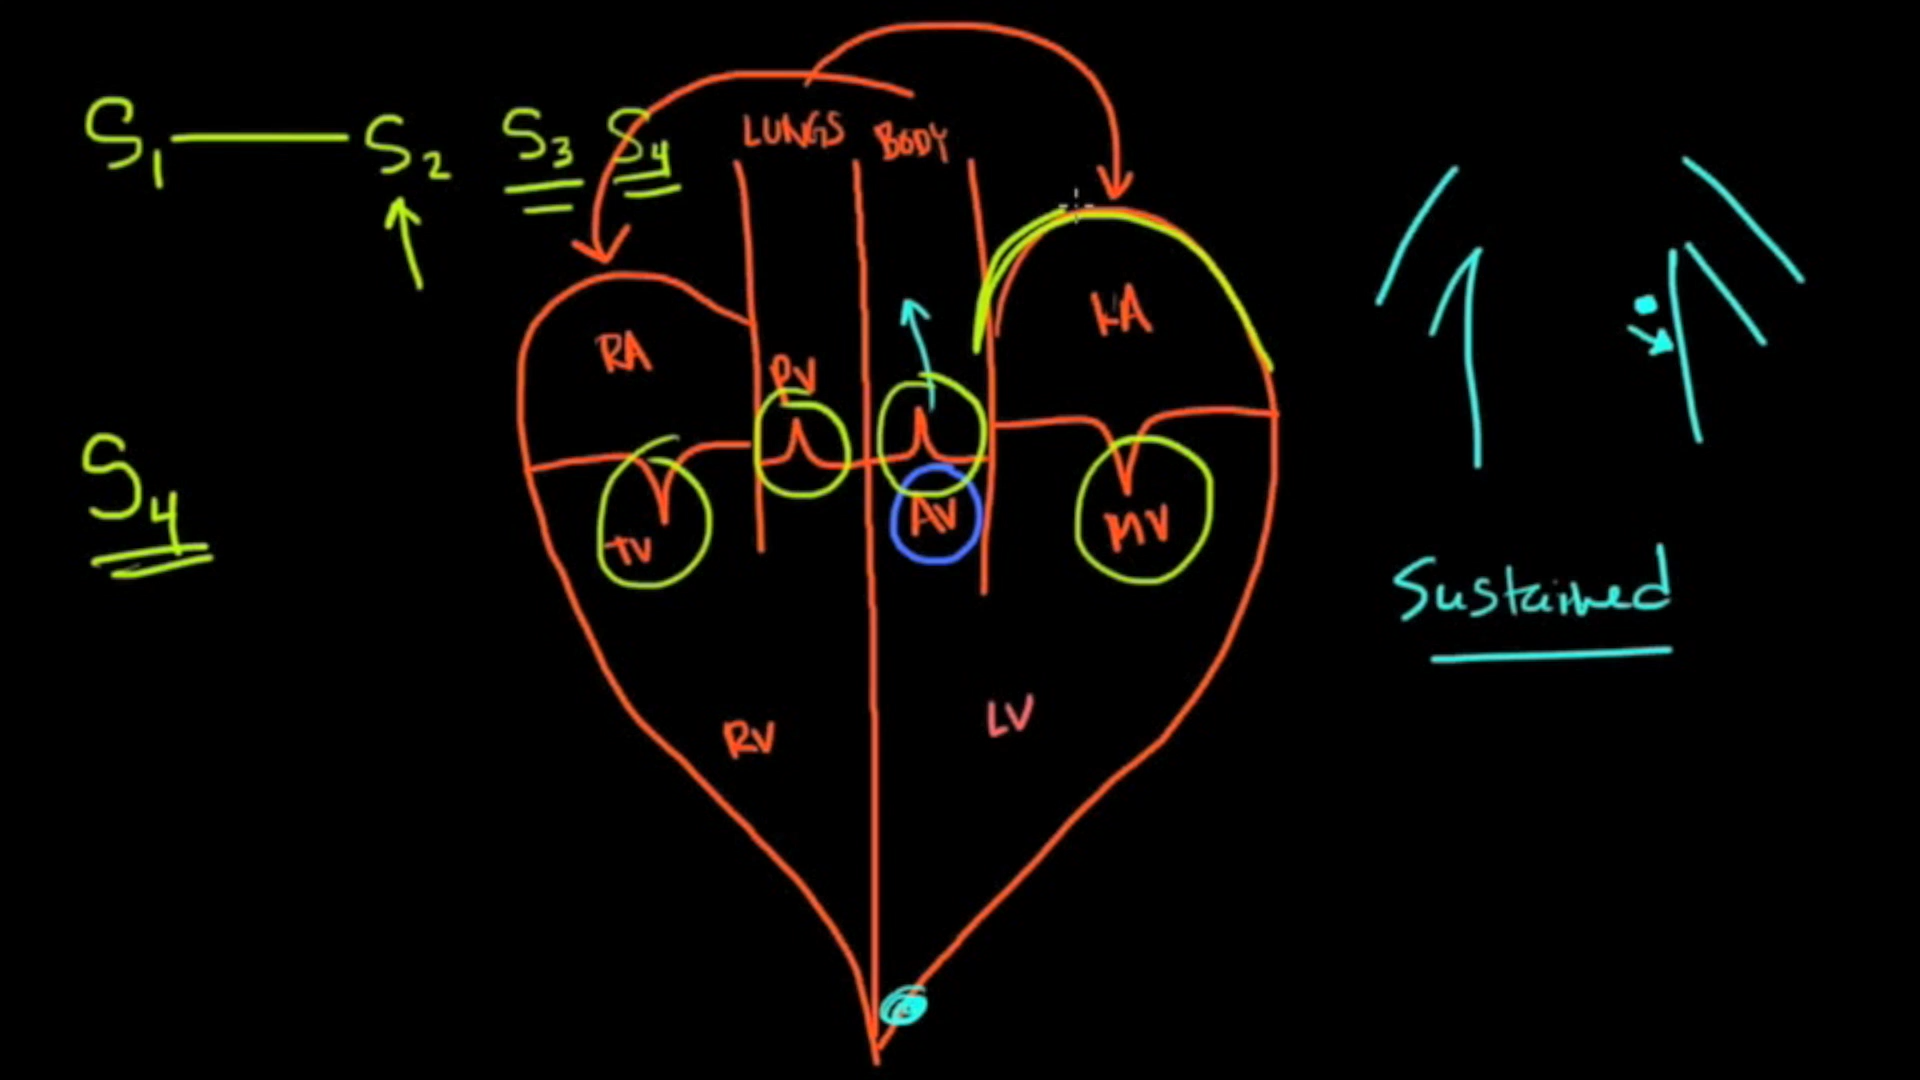 S1 — S2 S3 S4
LUNGS BODY
RA
LA
PV
S4
TV
AV
MV
Sustained
RV
LV